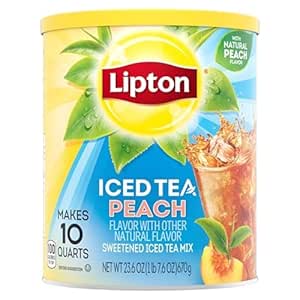 WITH
NATURAL
PEACH
FLAVOR
Lipton
ICED TEA
PEACH
FLAVOR WITH OTHER
NATURAL FLAVOR
SWEETENED ICED TEA MIX
MAKES
10
QUARTS
100
NET WT 23.6 OZ (1 lb 7.6 oz) 670g